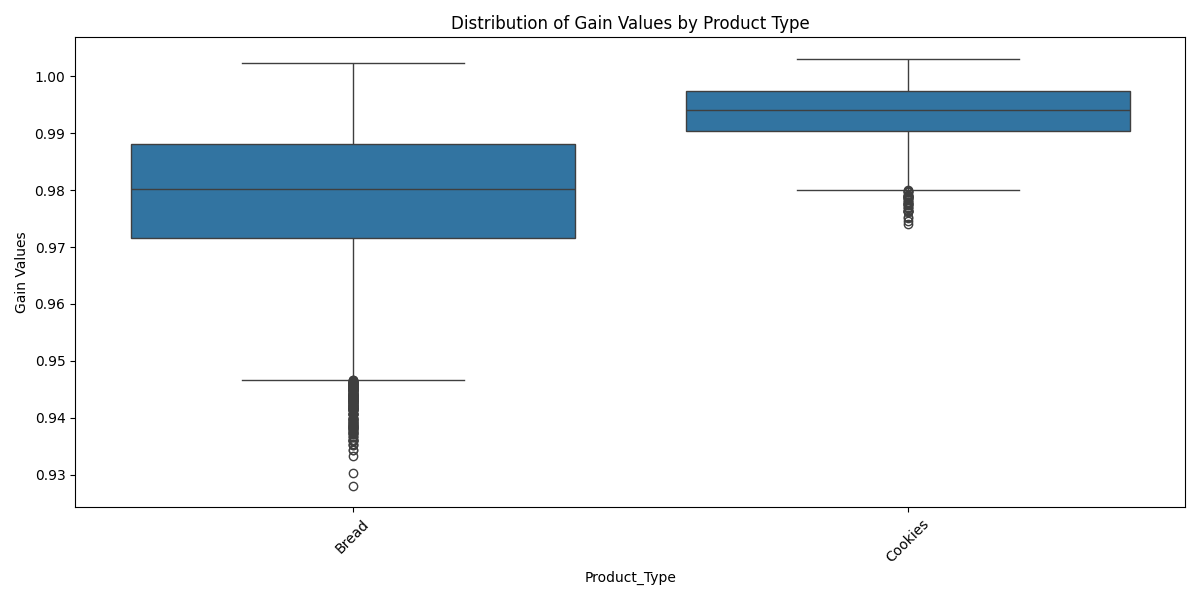 Distribution of Gain Values by Product Type
Gain Values
1.00
0.99
0.98
0.97
0.96
0.95
0.94
0.93
Bread
Cookies
Product_Type